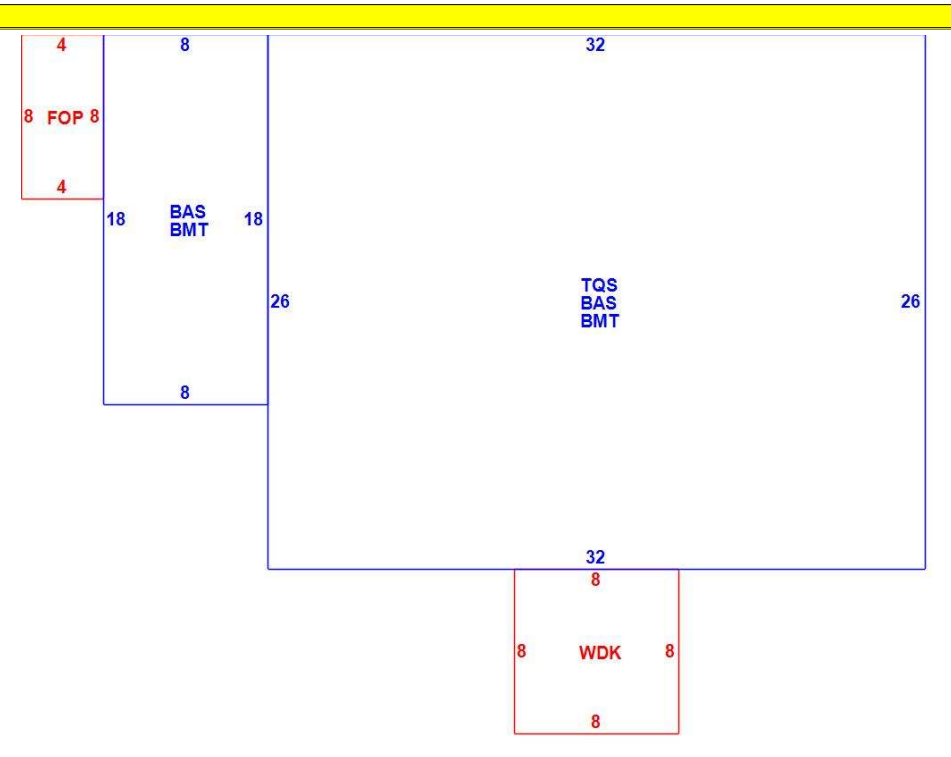 4 8 32
8 FOP 8
4
18 BAS 18
BMT
TQS
26 BAS 26
BMT
8
32
8
8 WDK 8
8